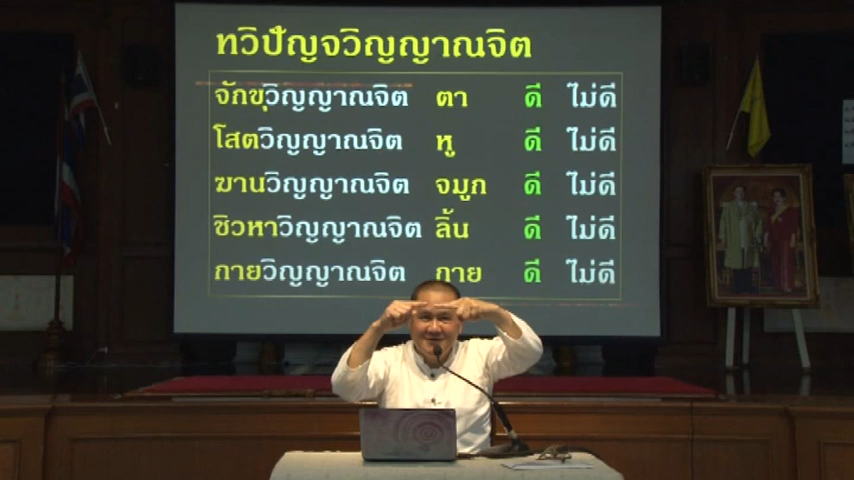 ทวิปัญจวิญญาณจิต
จักขุวิญญาณจิต ตา ดี ไม่ดี
โสตวิญญาณจิต หู ดี ไม่ดี
ฆานวิญญาณจิต จมูก ดี ไม่ดี
ชิวหาวิญญาณจิต ลิ้น ดี ไม่ดี
กายวิญญาณจิต กาย ดี ไม่ดี